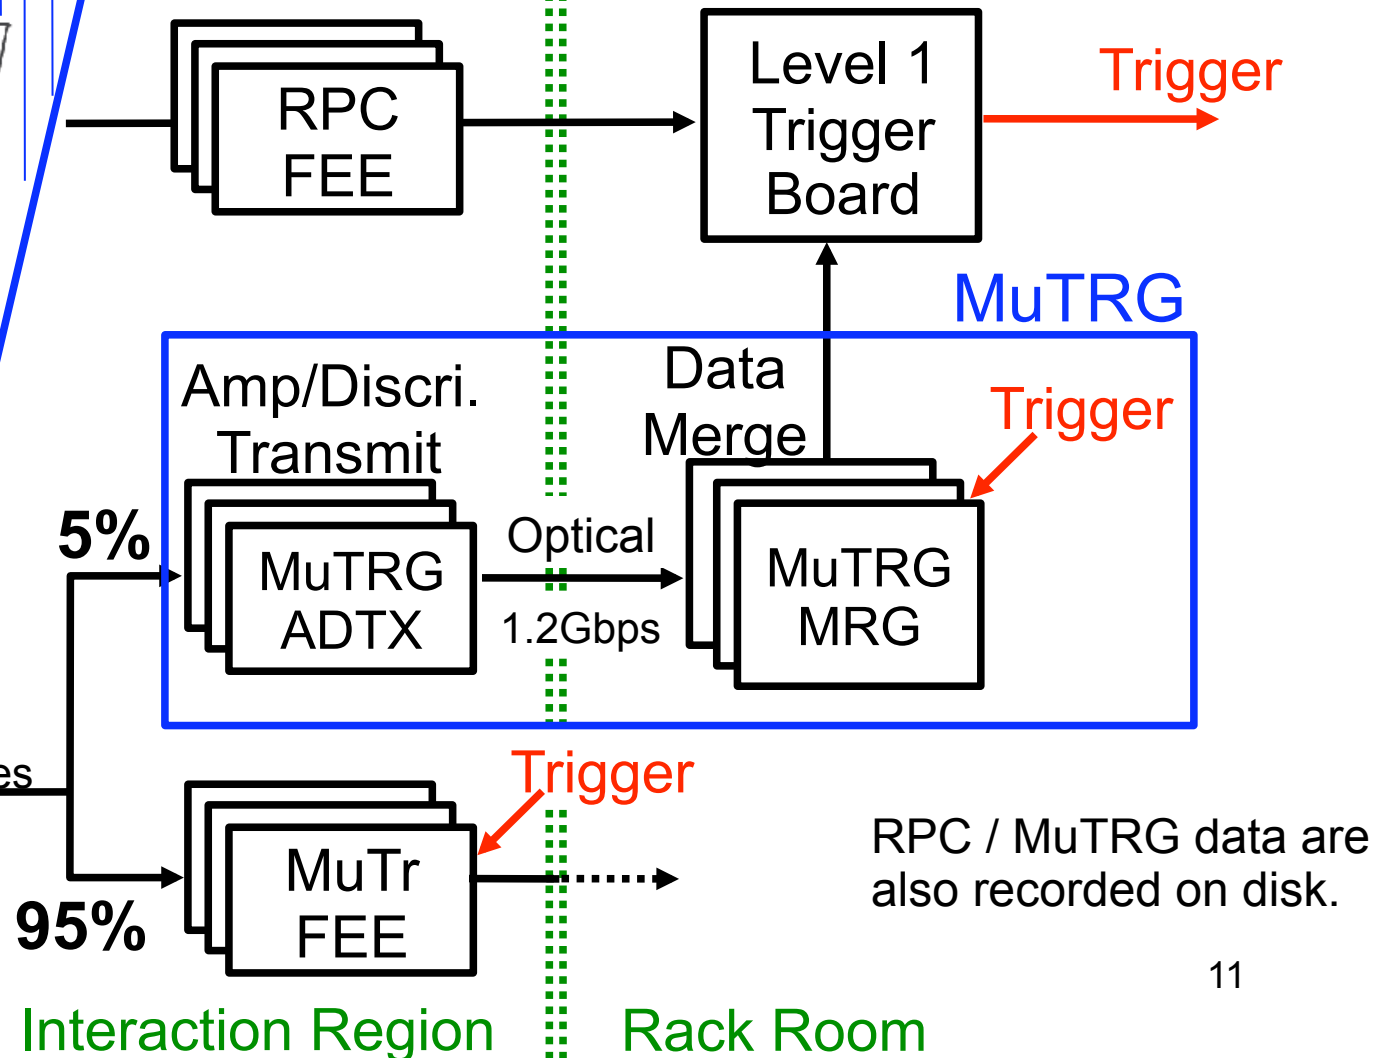 RPC
FEE
Level 1
Trigger
Board
Trigger
MuTRG
Amp/Discri.
Transmit
Data
Merge
Trigger
5%
MuTRG
ADTX
Optical
1.2Gbps
MuTRG
MRG
Trigger
MuTr
FEE
95%
RPC / MuTRG data are
also recorded on disk.
11
Interaction Region
Rack Room